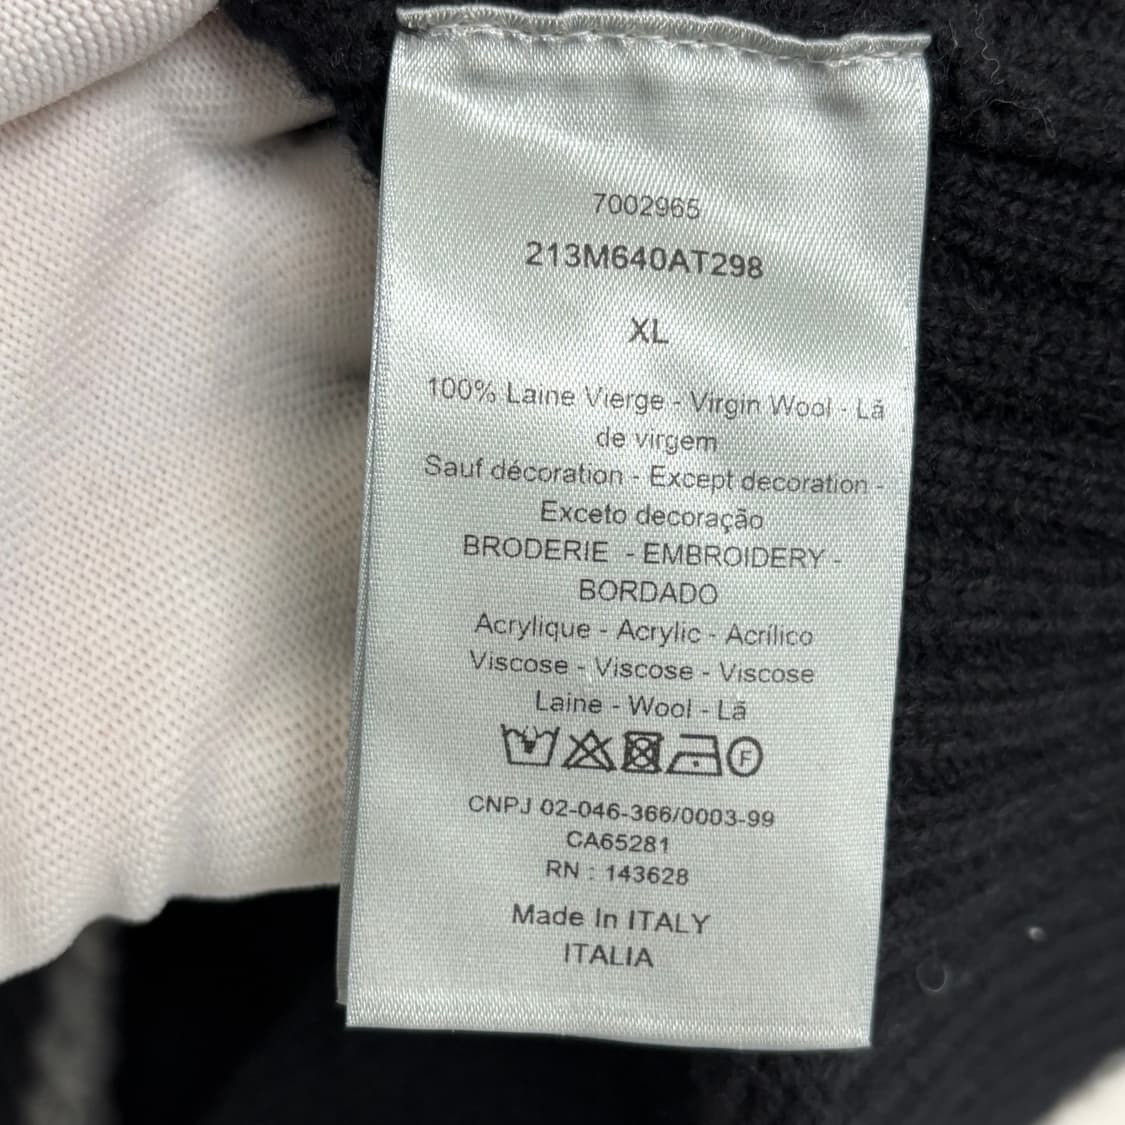 7002965
213M640AT298
XL
100% Laine Vierge - Virgin Wool - Lã
de virgem
Sauf décoration - Except decoration -
Exceto decoração
BRODERIE - EMBROIDERY -
BORDADO
Acrylique - Acrylic - Acrílico
Viscose - Viscose - Viscose
Laine - Wool - Lã
F
CNPJ 02-046-366/0003-99
CA65281
RN : 143628
Made In ITALY
ITALIA